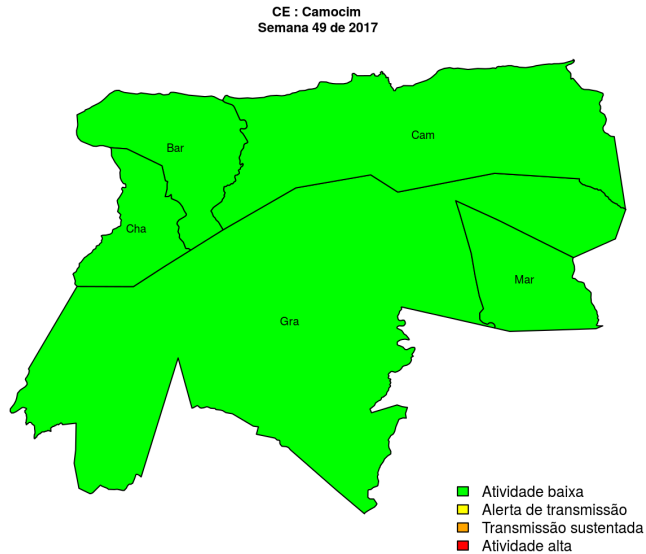 CE : Camocim
Semana 49 de 2017
Bar
Cam
Cha
Mar
Gra
Atividade baixa
Alerta de transmissão
Transmissão sustentada
Atividade alta